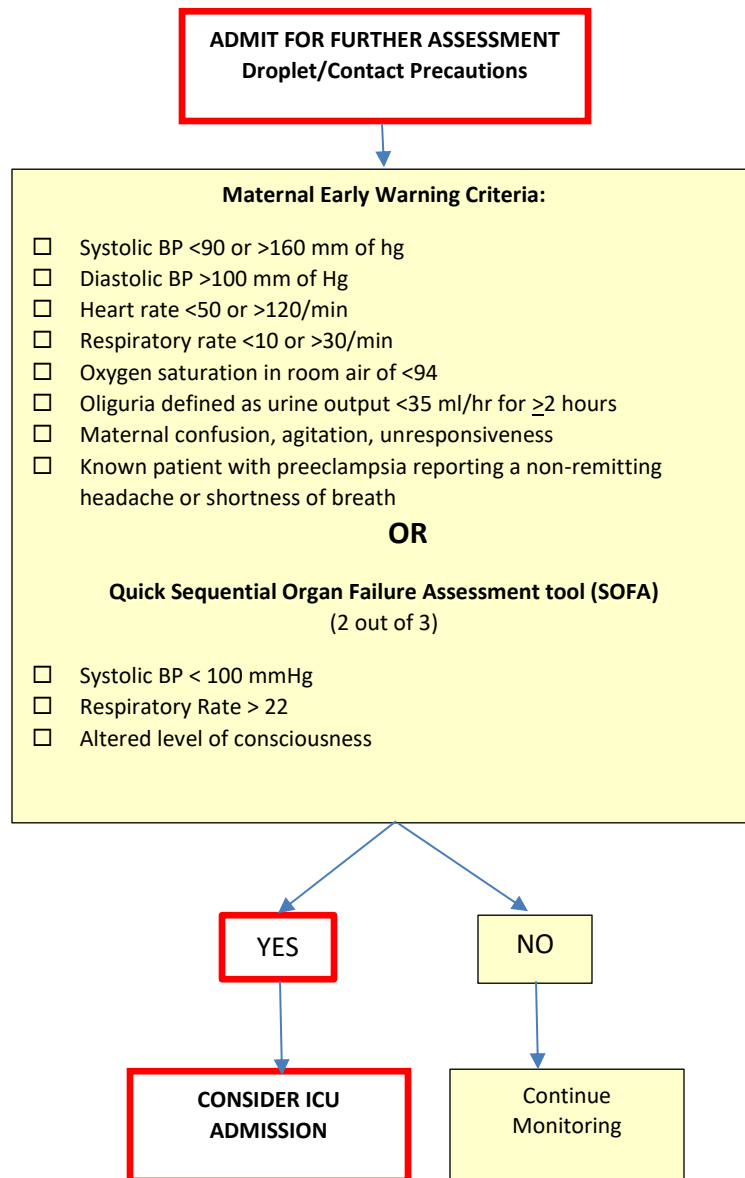 ADMIT FOR FURTHER ASSESSMENT
Droplet/Contact Precautions
Maternal Early Warning Criteria:
☐ Systolic BP <90 or >160 mm of hg
☐ Diastolic BP >100 mm of Hg
☐ Heart rate <50 or >120/min
☐ Respiratory rate <10 or >30/min
☐ Oxygen saturation in room air of <94
☐ Oliguria defined as urine output <35 ml/hr for >2 hours
☐ Maternal confusion, agitation, unresponsiveness
☐ Known patient with preeclampsia reporting a non-remitting
headache or shortness of breath
OR
Quick Sequential Organ Failure Assessment tool (SOFA)
(2 out of 3)
☐ Systolic BP < 100 mmHg
☐ Respiratory Rate > 22
☐ Altered level of consciousness
YES
NO
CONSIDER ICU
ADMISSION
Continue
Monitoring